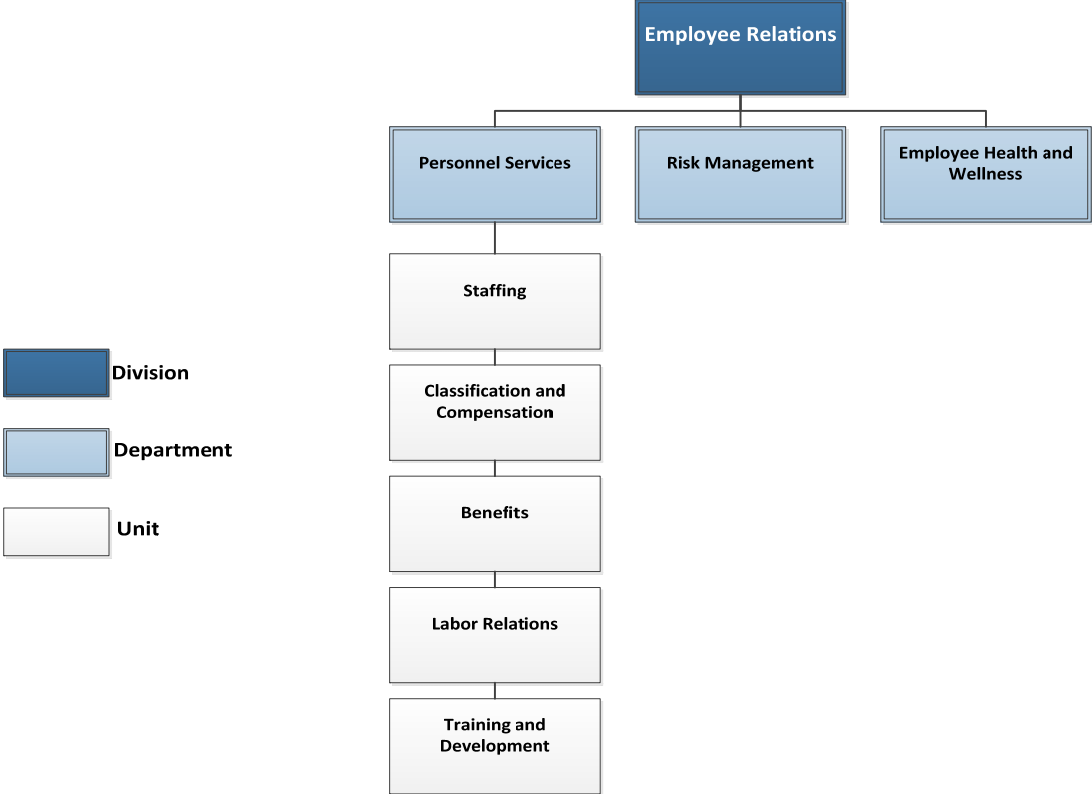 Employee Relations
Personnel Services
Risk Management
Employee Health and
Wellness
Staffing
Classification and
Compensation
Benefits
Labor Relations
Training and
Development
Division
Department
Unit